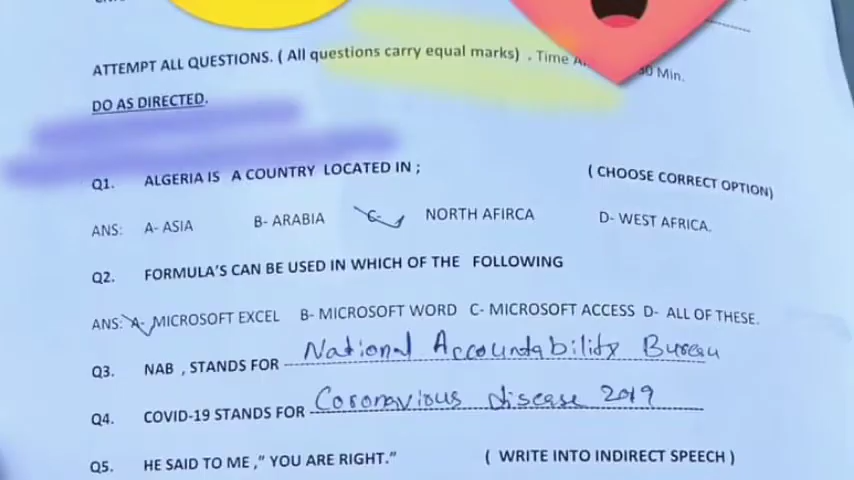 ATTEMPT ALL QUESTIONS. ( All questions carry equal marks) . Time 30 Min.
DO AS DIRECTED.
Q1. ALGERIA IS A COUNTRY LOCATED IN ; ( CHOOSE CORRECT OPTION)
ANS: A- ASIA B- ARABIA C- NORTH AFIRCA D- WEST AFRICA.
Q2. FORMULA'S CAN BE USED IN WHICH OF THE FOLLOWING
ANS: A- MICROSOFT EXCEL B- MICROSOFT WORD C- MICROSOFT ACCESS D- ALL OF THESE.
Q3. NAB , STANDS FOR National Accountability Bureau
Q4. COVID-19 STANDS FOR Coronavious disease 2019
Q5. HE SAID TO ME," YOU ARE RIGHT." ( WRITE INTO INDIRECT SPEECH )